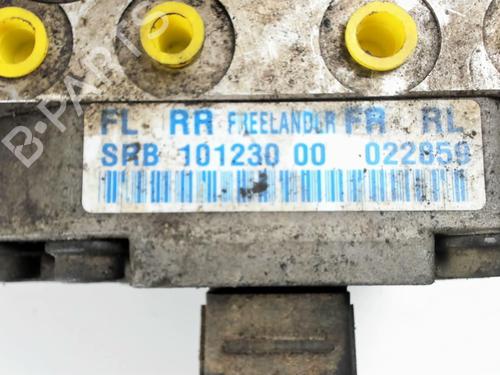 FL RR FREELANDER FR RL
SRB 101230 00 022859
B-PARTS